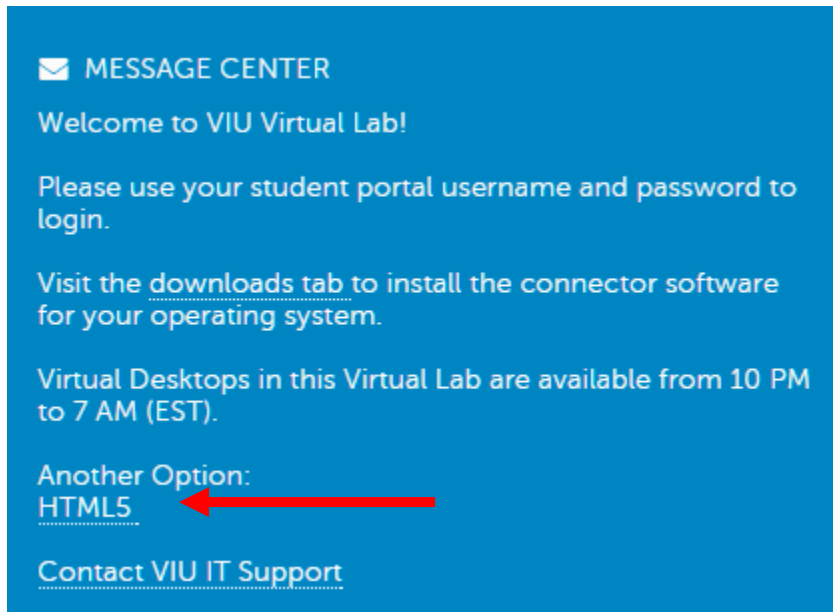 MESSAGE CENTER
Welcome to VIU Virtual Lab!
Please use your student portal username and password to
login.
Visit the downloads tab to install the connector software
for your operating system.
Virtual Desktops in this Virtual Lab are available from 10 PM
to 7 AM (EST).
Another Option:
HTML5
Contact VIU IT Support